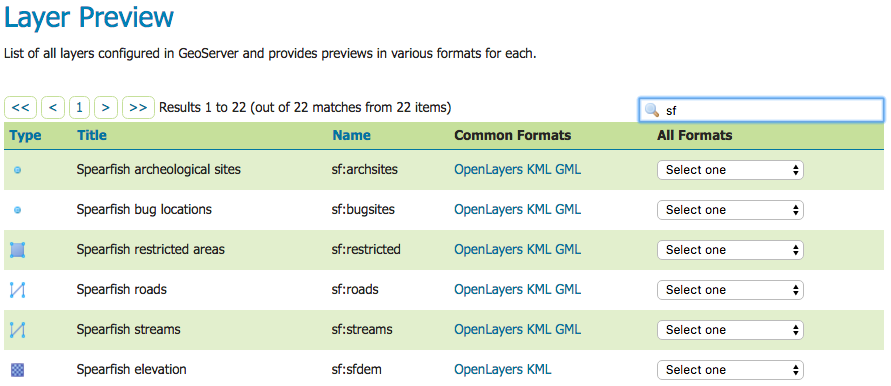 Layer Preview
List of all layers configured in GeoServer and provides previews in various formats for each.
<< < 1 > >> Results 1 to 22 (out of 22 matches from 22 items) sf
Type Title Name Common Formats All Formats
Spearfish archeological sites sf:archsites OpenLayers KML GML Select one
Spearfish bug locations sf:bugsites OpenLayers KML GML Select one
Spearfish restricted areas sf:restricted OpenLayers KML GML Select one
Spearfish roads sf:roads OpenLayers KML GML Select one
Spearfish streams sf:streams OpenLayers KML GML Select one
Spearfish elevation sf:sfdem OpenLayers KML Select one